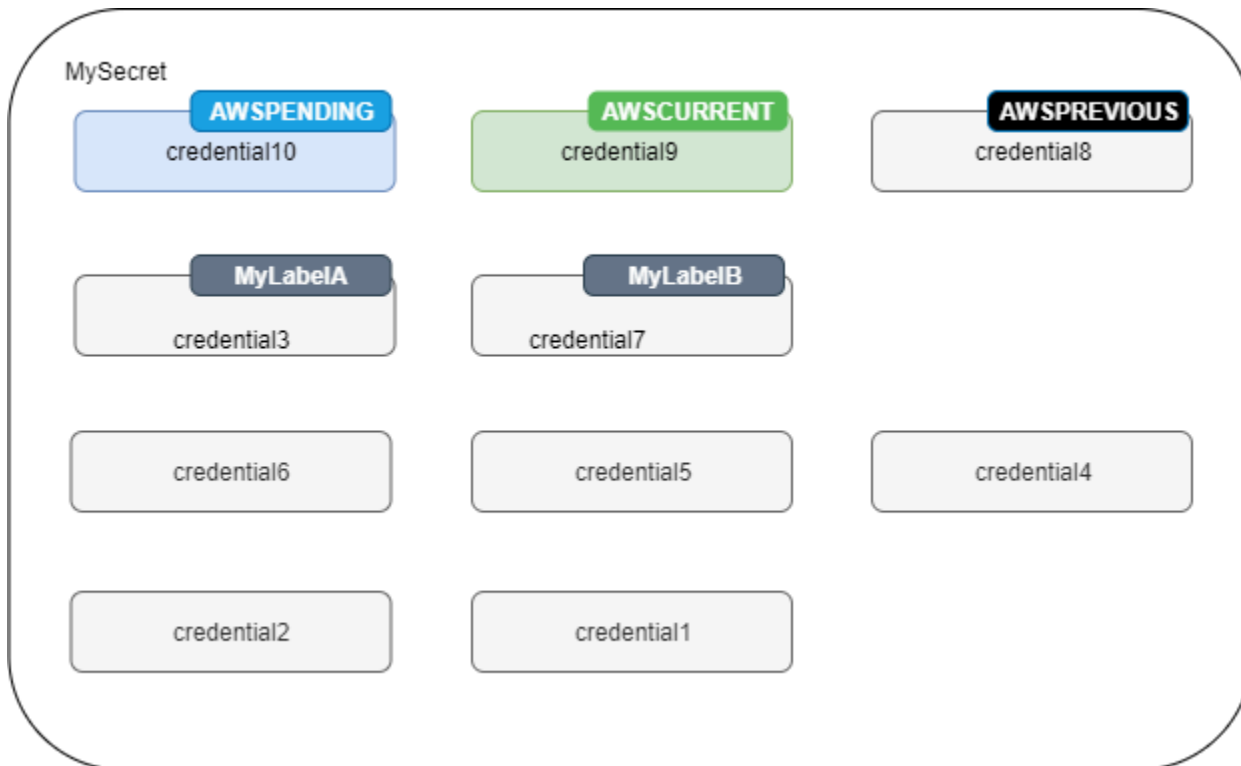 MySecret
AWSPENDING
credential10
AWSCURRENT
credential9
AWSPREVIOUS
credential8
MyLabelA
credential3
MyLabelB
credential7
credential6
credential5
credential4
credential2
credential1